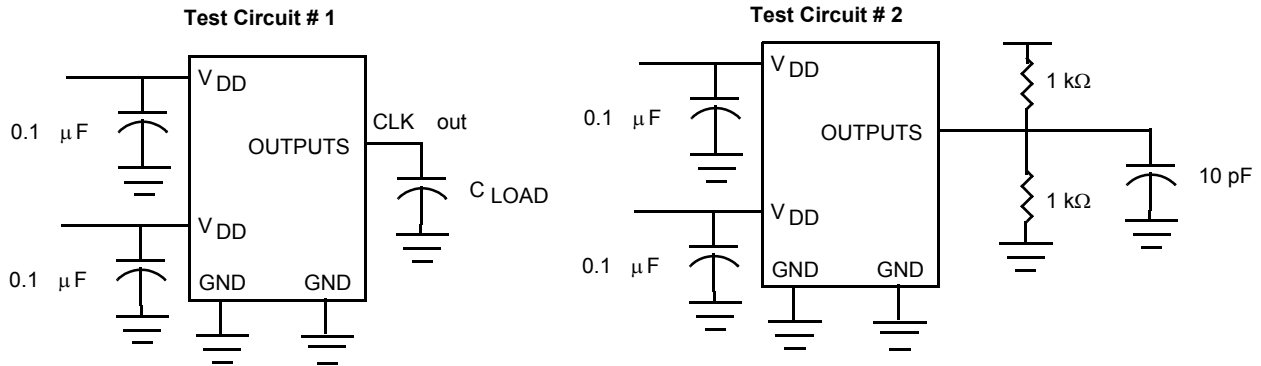 Test Circuit # 1
V DD
0.1 μF
CLK out
OUTPUTS
C LOAD
V DD
0.1 μF
GND GND
Test Circuit # 2
V DD
1 kΩ
0.1 μF
OUTPUTS
10 pF
1 kΩ
V DD
0.1 μF
GND GND